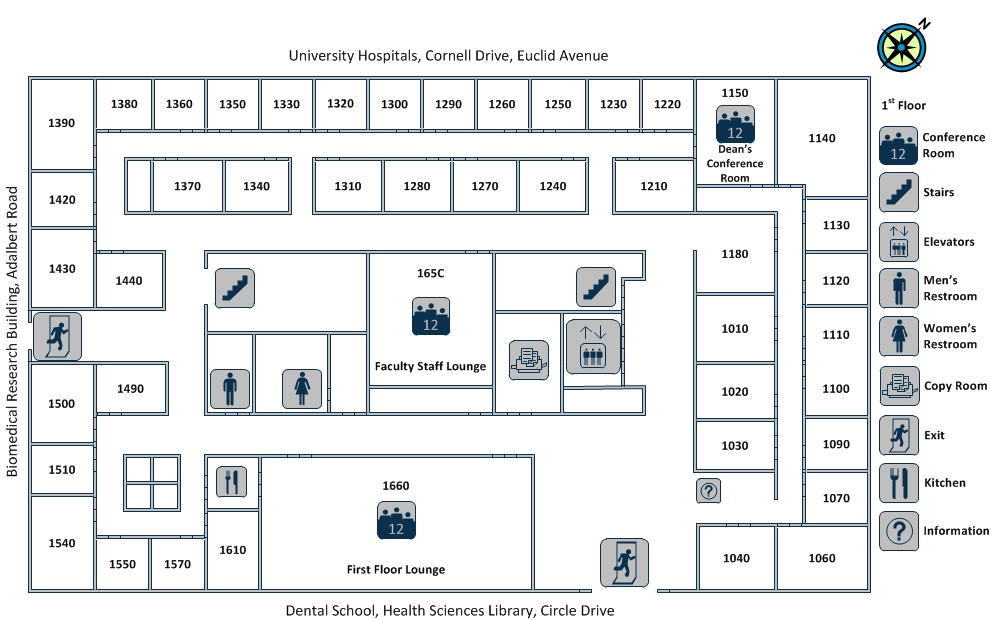 N
University Hospitals, Cornell Drive, Euclid Avenue
1st Floor
1390
1380
1360
1350
1330
1320
1300
1290
1260
1250
1230
1220
1150
12
Dean's
Conference
Room
1140
12
Conference
Room
1420
1370
1340
1310
1280
1270
1240
1210
Stairs
1130
Elevators
1430
1440
165C
12
Faculty Staff Lounge
1180
1120
Men's
Restroom
1010
1110
Women's
Restroom
1500
1490
1020
1100
Copy Room
1030
1090
Exit
1510
1070
Kitchen
1660
12
First Floor Lounge
?
?
Information
1540
1550
1570
1610
1040
1060
Biomedical Research Building, Adalbert Road
Dental School, Health Sciences Library, Circle Drive